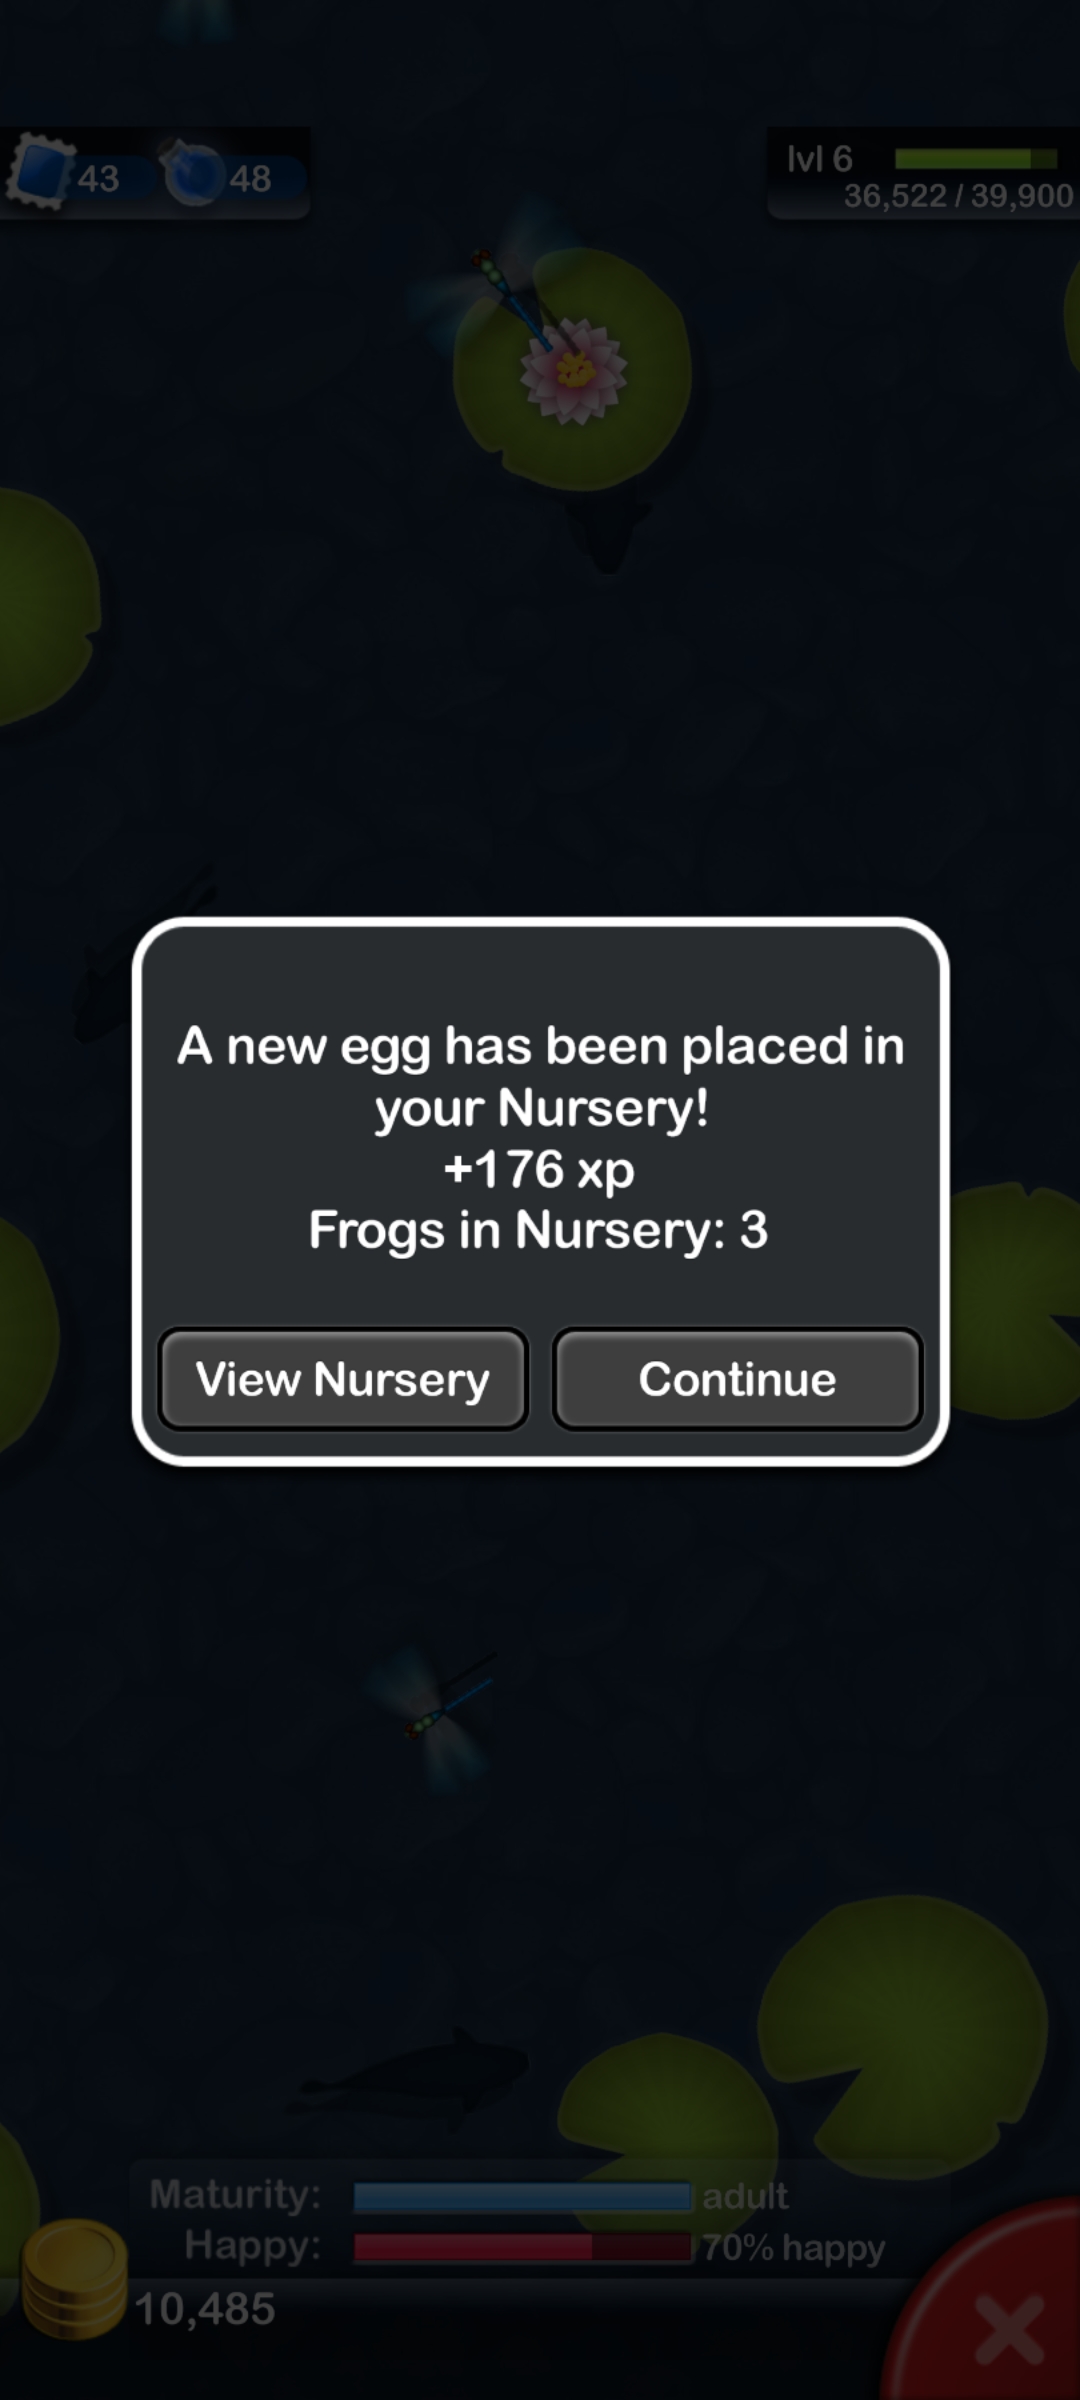 43
48
lvl 6
36,522 / 39,900
A new egg has been placed in
your Nursery!
+176 xp
Frogs in Nursery: 3
View Nursery
Continue
Maturity:
adult
Happy:
70% happy
10,485